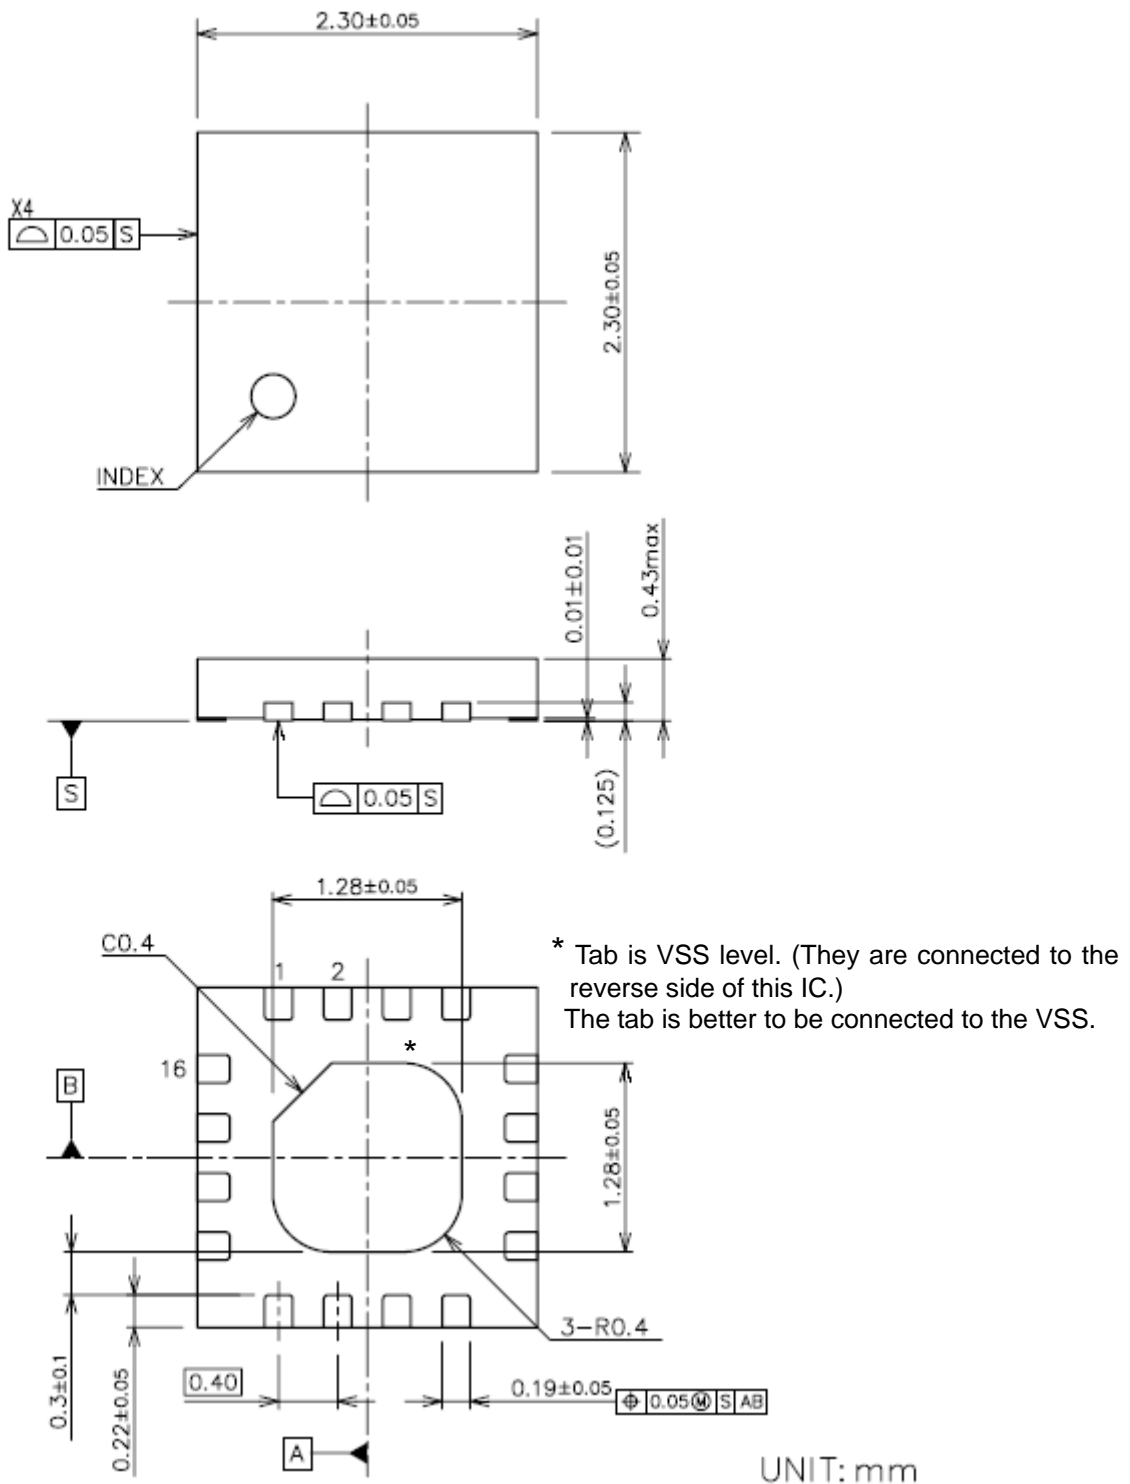 2.30±0.05
X4
⌓ 0.05 S
2.30±0.05
INDEX
0.01±0.01
0.43max
S
⌓ 0.05 S
(0.125)
1.28±0.05
C0.4
1 2
* Tab is VSS level. (They are connected to the
reverse side of this IC.)
The tab is better to be connected to the VSS.
*
16
B
1.28±0.05
3-R0.4
0.3±0.1
0.22±0.05
0.40
0.19±0.05
⌖ 0.05Ⓜ S AB
A
UNIT: mm